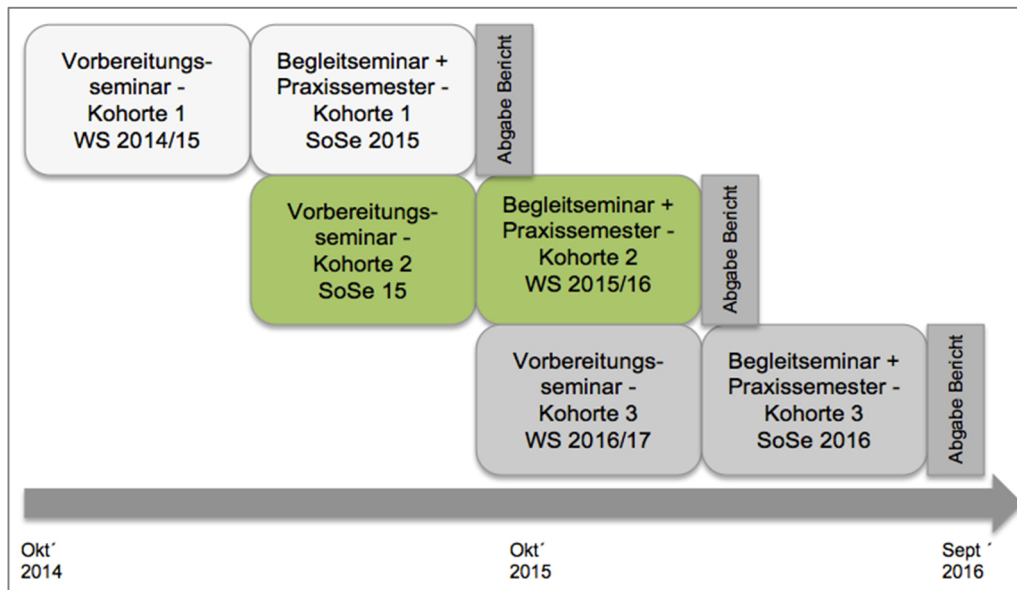 Vorbereitungs-
seminar -
Kohorte 1
WS 2014/15
Begleitseminar +
Praxissemester -
Kohorte 1
SoSe 2015
Abgabe Bericht
Vorbereitungs-
seminar -
Kohorte 2
SoSe 15
Begleitseminar +
Praxissemester -
Kohorte 2
WS 2015/16
Abgabe Bericht
Vorbereitungs-
seminar -
Kohorte 3
WS 2016/17
Begleitseminar +
Praxissemester -
Kohorte 3
SoSe 2016
Abgabe Bericht
Okt´
2014
Okt´
2015
Sept ´
2016